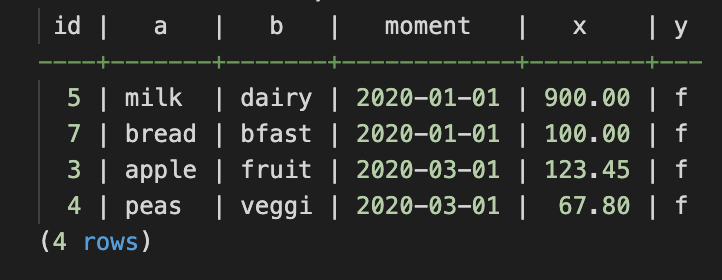 id |   a   |   b   |   moment   |   x    | y
----+-------+-------+------------+--------+---
  5 | milk  | dairy | 2020-01-01 | 900.00 | f
  7 | bread | bfast | 2020-01-01 | 100.00 | f
  3 | apple | fruit | 2020-03-01 | 123.45 | f
  4 | peas  | veggi | 2020-03-01 |  67.80 | f
(4 rows)